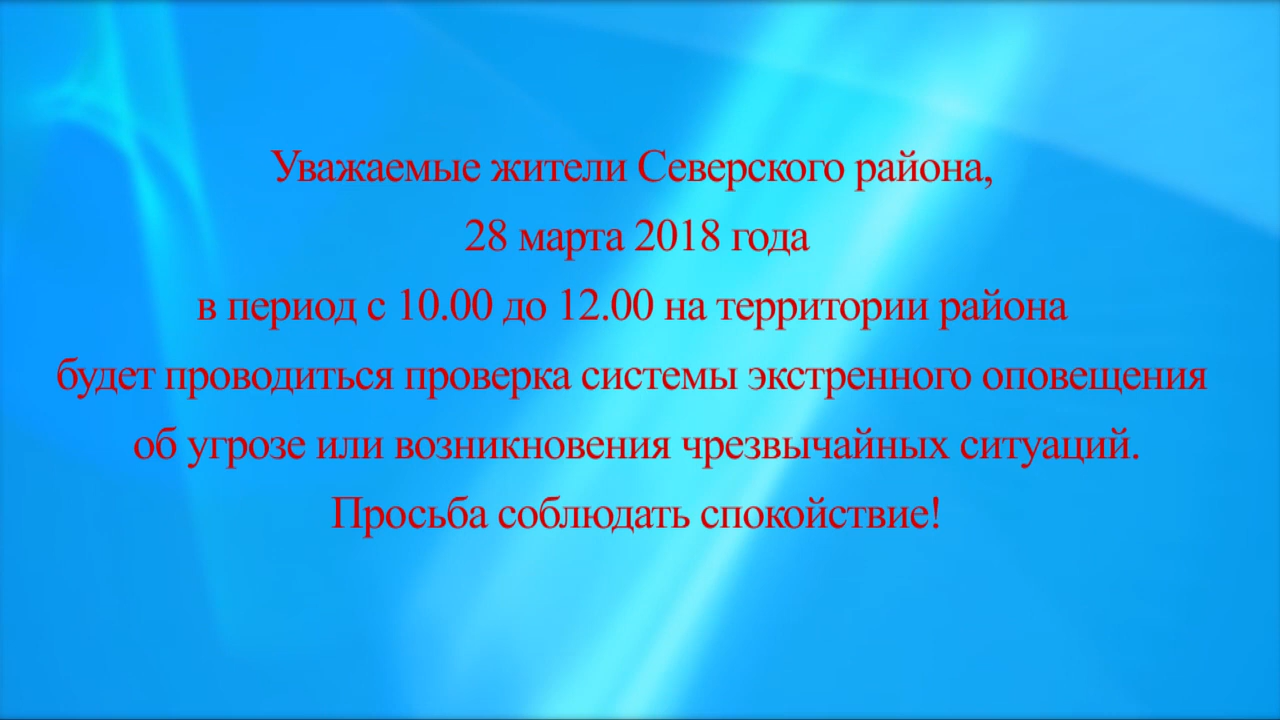 Уважаемые жители Северского района,
28 марта 2018 года
в период с 10.00 до 12.00 на территории района
будет проводиться проверка системы экстренного оповещения
об угрозе или возникновения чрезвычайных ситуаций.
Просьба соблюдать спокойствие!